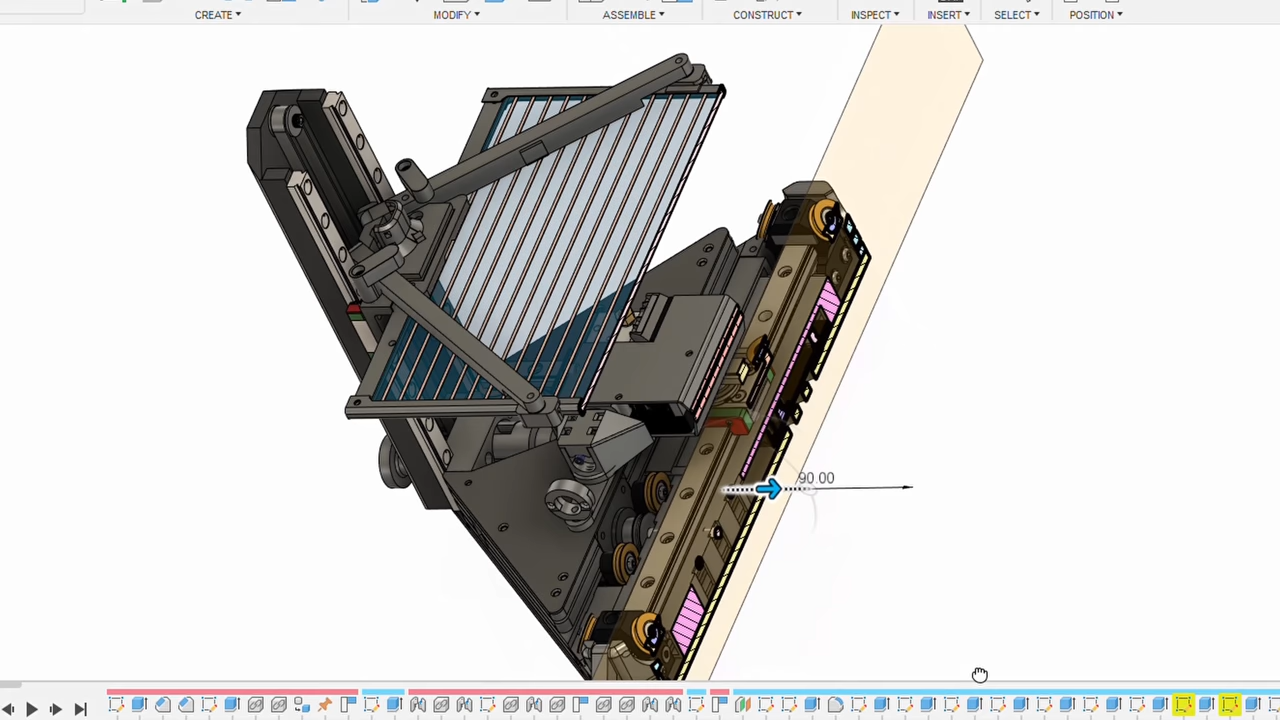 CREATE▾ MODIFY▾ ASSEMBLE▾ CONSTRUCT▾ INSPECT▾ INSERT▾ SELECT▾ POSITION▾
90.00